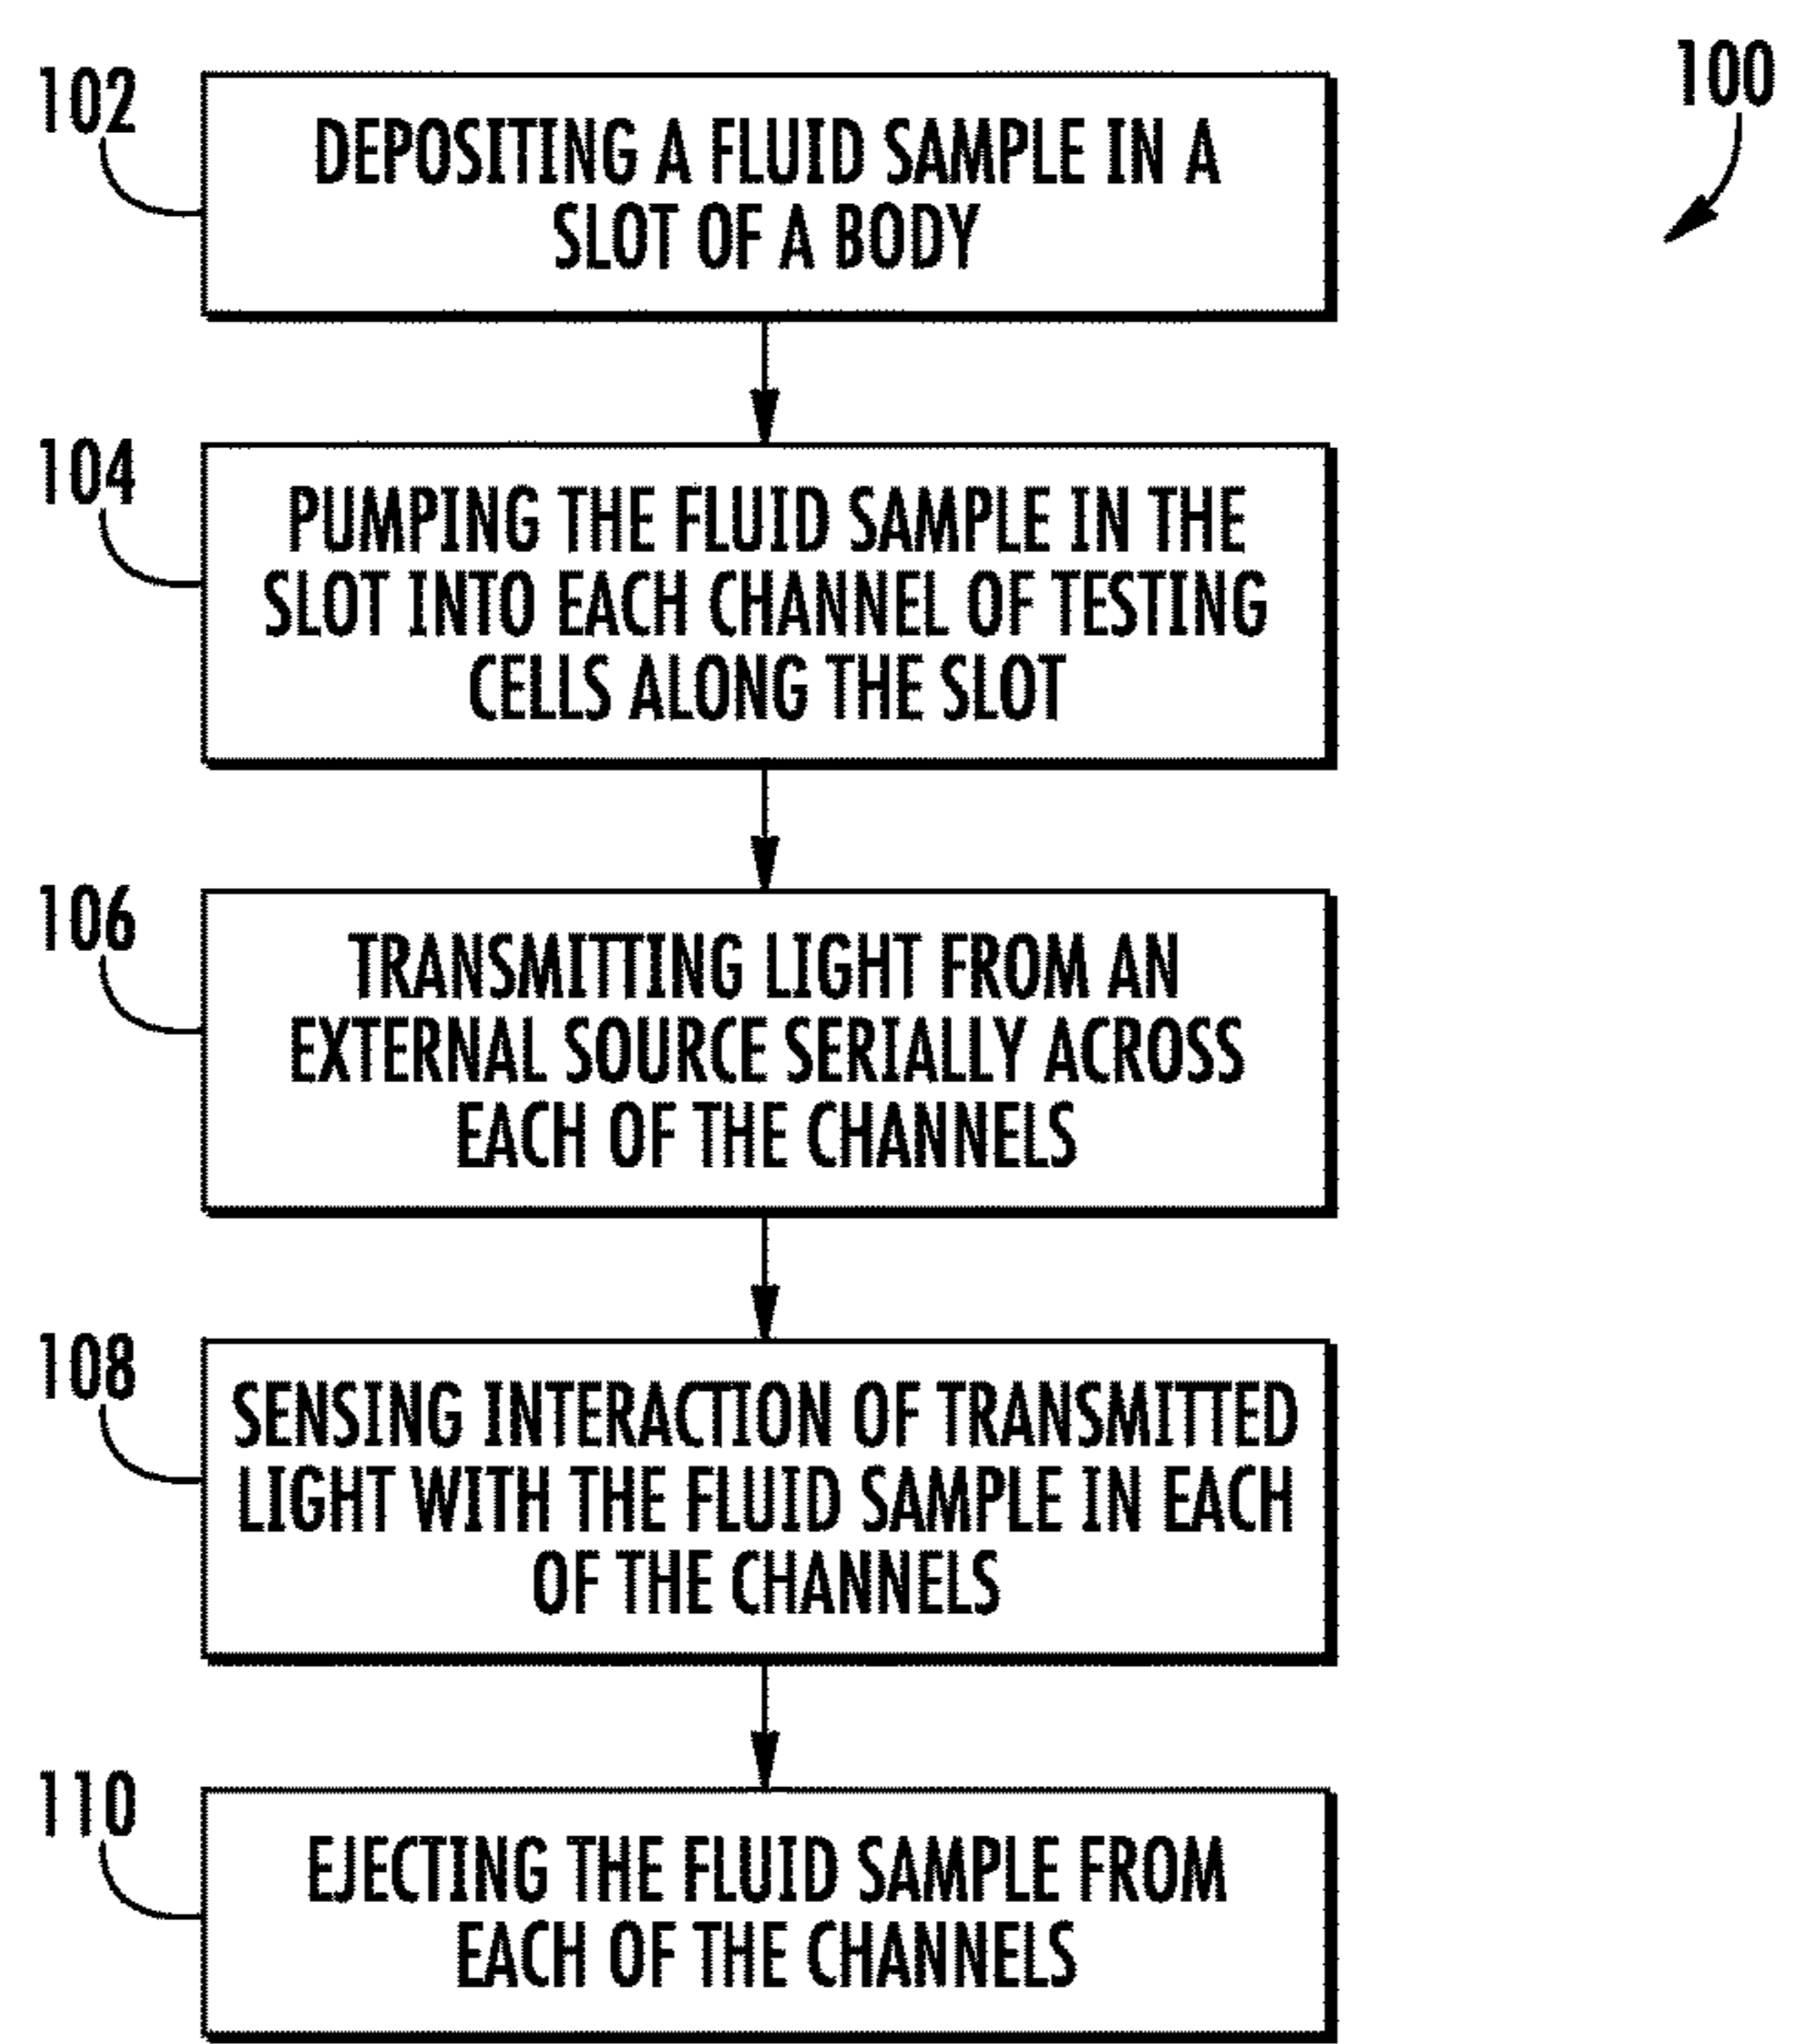 100
102
DEPOSITING A FLUID SAMPLE IN A
SLOT OF A BODY
104
PUMPING THE FLUID SAMPLE IN THE
SLOT INTO EACH CHANNEL OF TESTING
CELLS ALONG THE SLOT
106
TRANSMITTING LIGHT FROM AN
EXTERNAL SOURCE SERIALLY ACROSS
EACH OF THE CHANNELS
108
SENSING INTERACTION OF TRANSMITTED
LIGHT WITH THE FLUID SAMPLE IN EACH
OF THE CHANNELS
110
EJECTING THE FLUID SAMPLE FROM
EACH OF THE CHANNELS